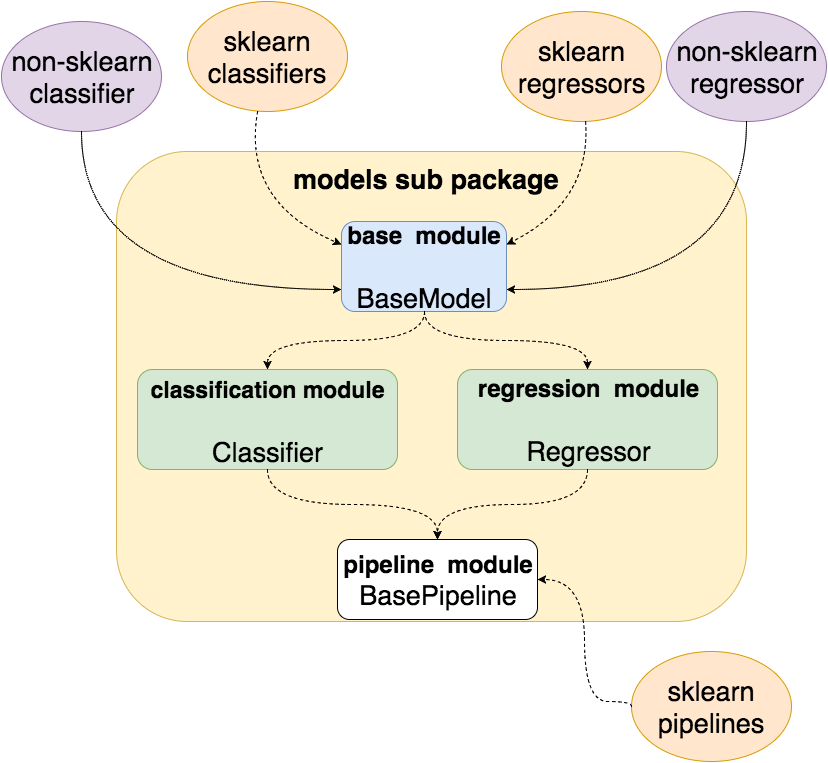 non-sklearn
classifier
sklearn
classifiers
sklearn
regressors
non-sklearn
regressor
models sub package
base  module
BaseModel
classification module
Classifier
regression  module
Regressor
pipeline  module
BasePipeline
sklearn
pipelines